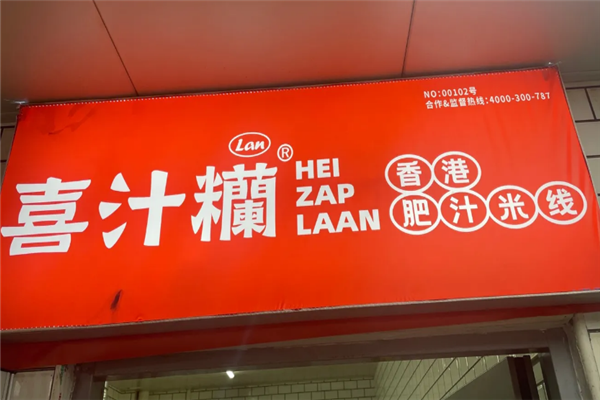 NO:00102号
合作&监督热线:4000-300-787
Lan
喜汁糷®
HEI
ZAP
LAAN
香港
肥汁米线